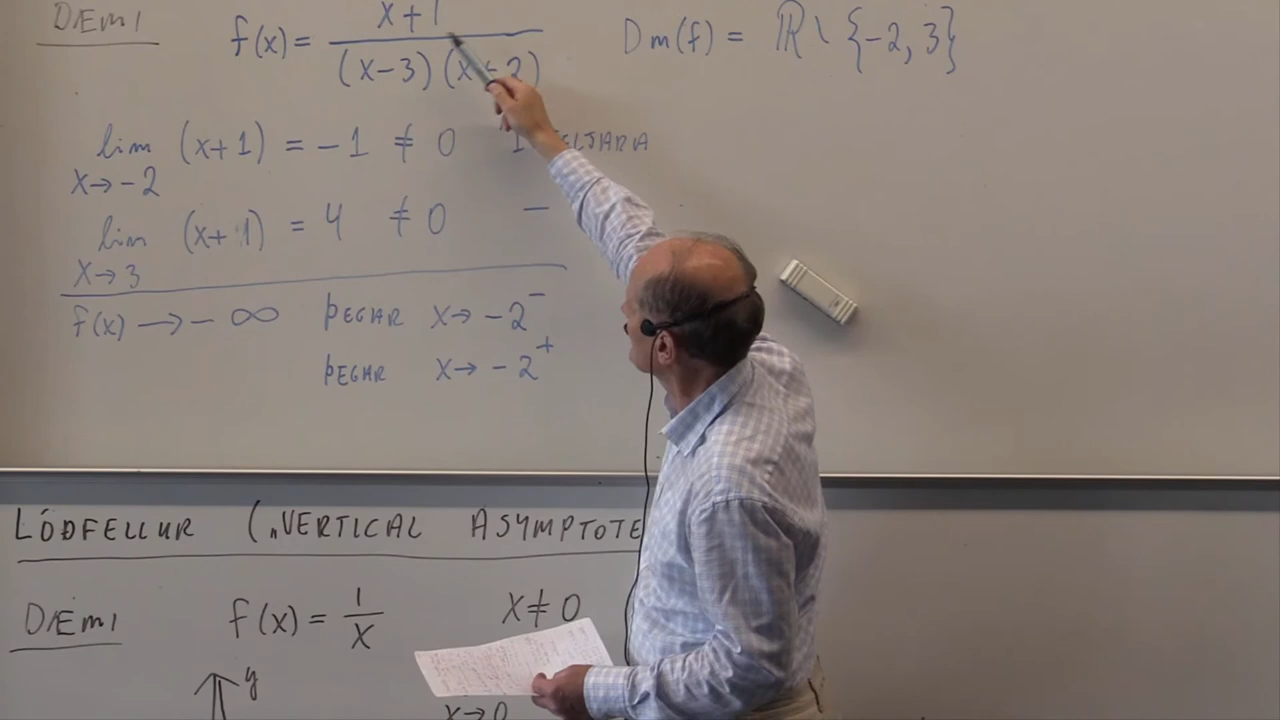 DÆMI f(x) = x+1 / (x-3)(x+2) Dm(f) = ℝ \ {-2, 3}
lim x→-2 (x+1) = -1 ≠ 0
lim x→3 (x+1) = 4 ≠ 0 —
f(x) → -∞ ÞEGAR x→ -2⁻
ÞEGAR x→ -2⁺
LÓÐFELLUR („VERTICAL ASYMPTOTE
DÆMI f(x) = 1/x x≠0
y
x→0